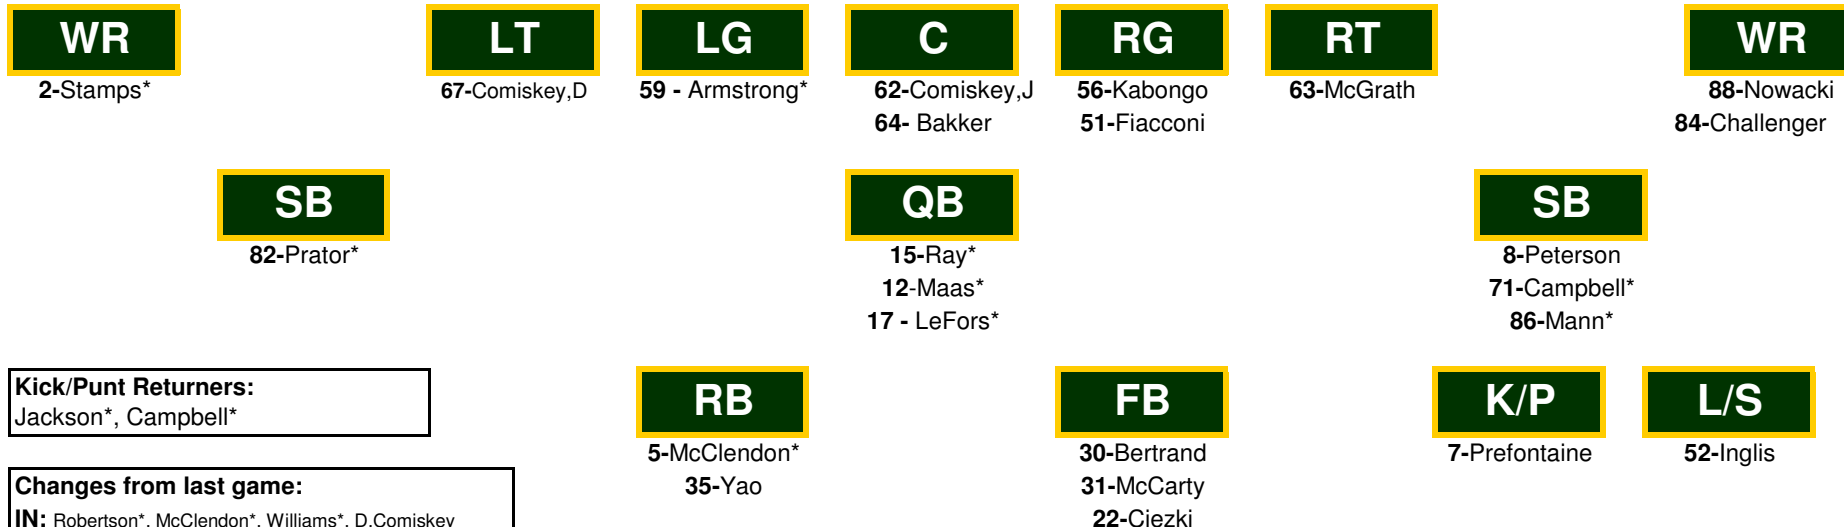 WR LT LG C RG RT WR
2-Stamps* 67-Comiskey,D 59 - Armstrong* 62-Comiskey,J 56-Kabongo 63-McGrath 88-Nowacki
64- Bakker 51-Fiacconi 84-Challenger
SB QB SB
82-Prator* 15-Ray* 8-Peterson
12-Maas* 71-Campbell*
17 - LeFors* 86-Mann*
Kick/Punt Returners:
Jackson*, Campbell*
RB FB K/P L/S
5-McClendon* 30-Bertrand 7-Prefontaine 52-Inglis
35-Yao 31-McCarty
22-Ciezki
Changes from last game:
IN: Robertson*, McClendon*, Williams*, D.Comiskey